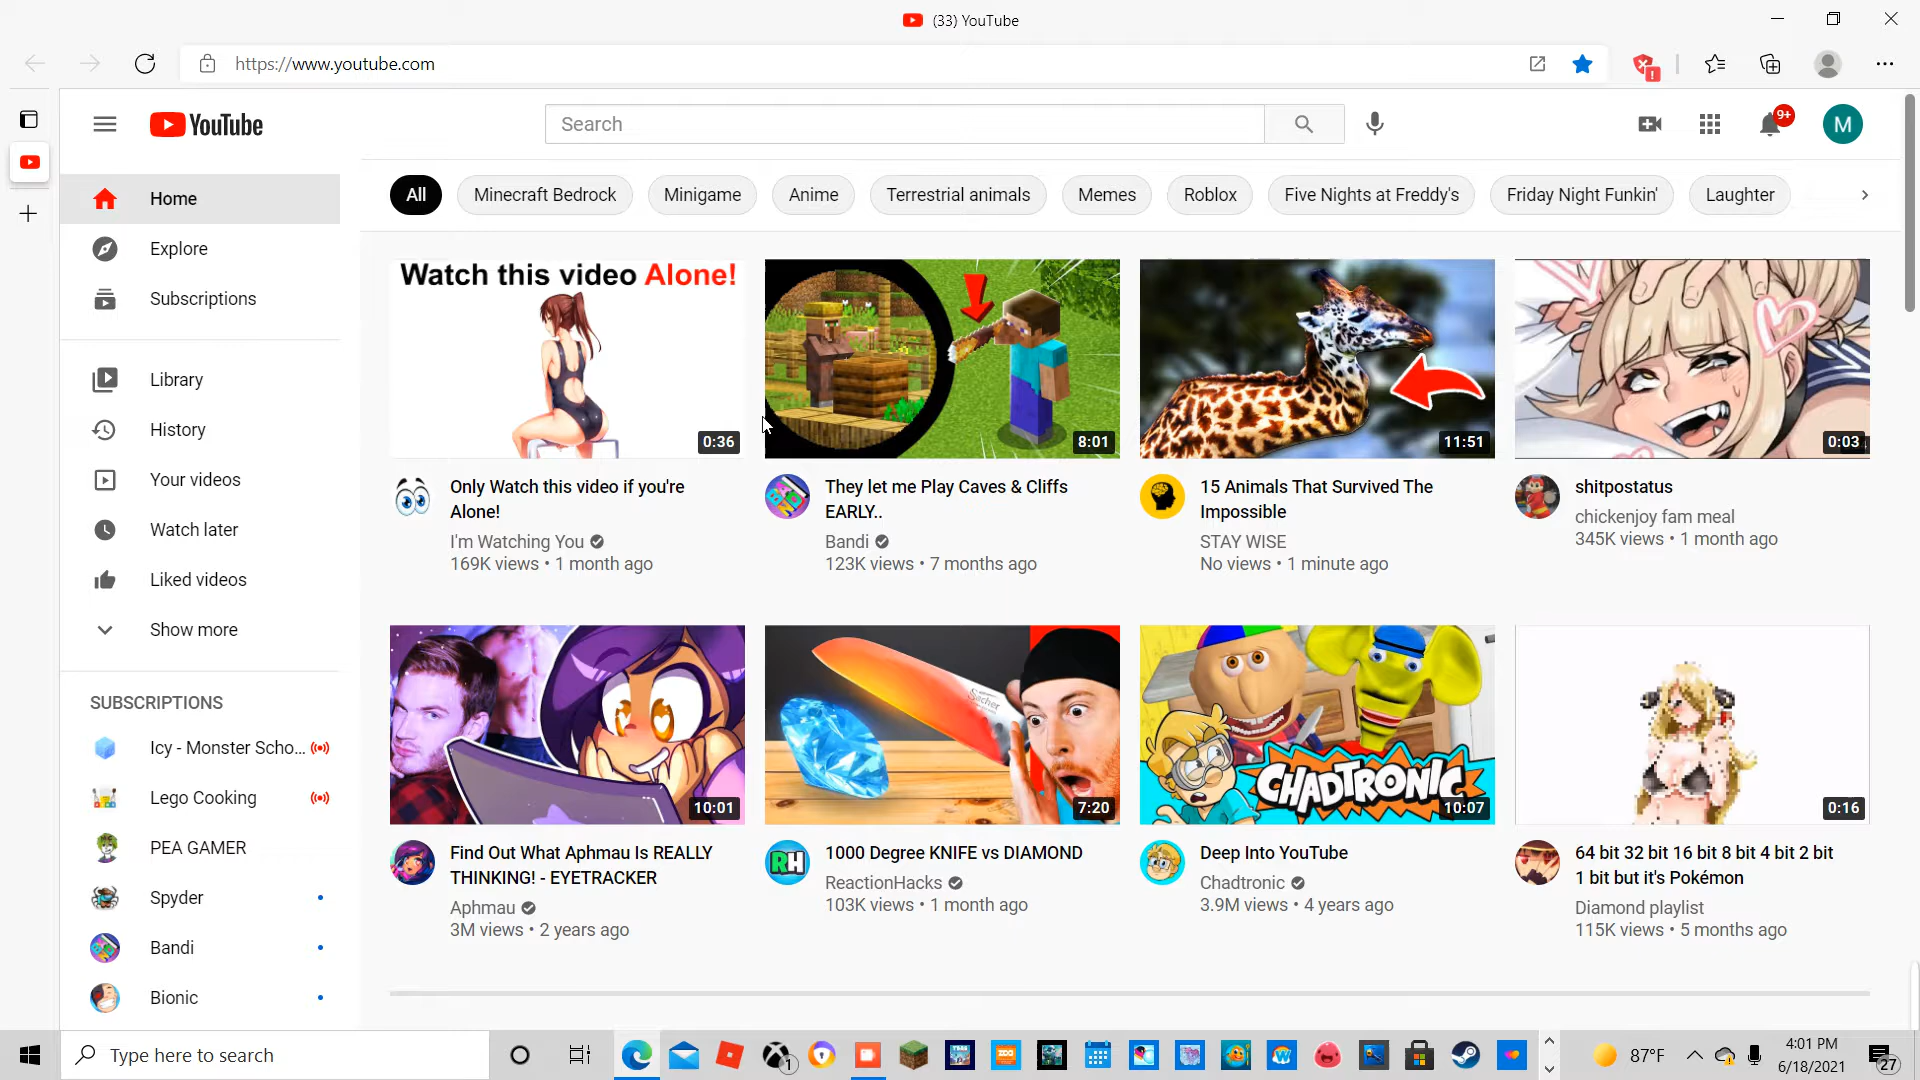 (33) YouTube
https://www.youtube.com
YouTube
Search
9+
M
All
Minecraft Bedrock
Minigame
Anime
Terrestrial animals
Memes
Roblox
Five Nights at Freddy's
Friday Night Funkin'
Laughter
Home
Explore
Subscriptions
Library
History
Your videos
Watch later
Liked videos
Show more
SUBSCRIPTIONS
Icy - Monster Scho...
Lego Cooking
PEA GAMER
Spyder
Bandi
Bionic
Watch this video Alone!
0:36
Only Watch this video if you're
Alone!
I'm Watching You
169K views • 1 month ago
8:01
They let me Play Caves & Cliffs
EARLY..
Bandi
123K views • 7 months ago
11:51
15 Animals That Survived The
Impossible
STAY WISE
No views • 1 minute ago
0:03
shitpostatus
chickenjoy fam meal
345K views • 1 month ago
10:01
Find Out What Aphmau Is REALLY
THINKING! - EYETRACKER
Aphmau
3M views • 2 years ago
7:20
RH
1000 Degree KNIFE vs DIAMOND
ReactionHacks
103K views • 1 month ago
CHADTRONIC
10:07
Deep Into YouTube
Chadtronic
3.9M views • 4 years ago
0:16
64 bit 32 bit 16 bit 8 bit 4 bit 2 bit
1 bit but it's Pokémon
Diamond playlist
115K views • 5 months ago
Type here to search
1
87°F
4:01 PM
6/18/2021
27